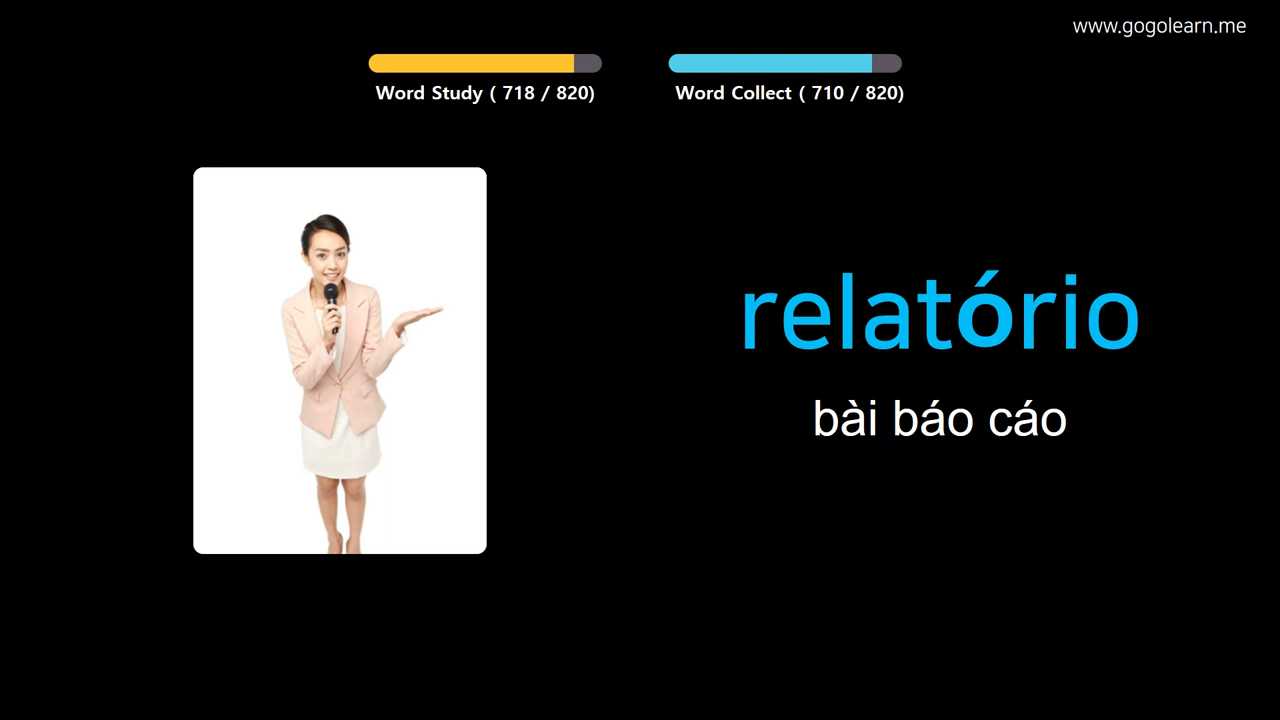 www.gogolearn.me
Word Study ( 718 / 820)
Word Collect ( 710 / 820)
relatório
bài báo cáo